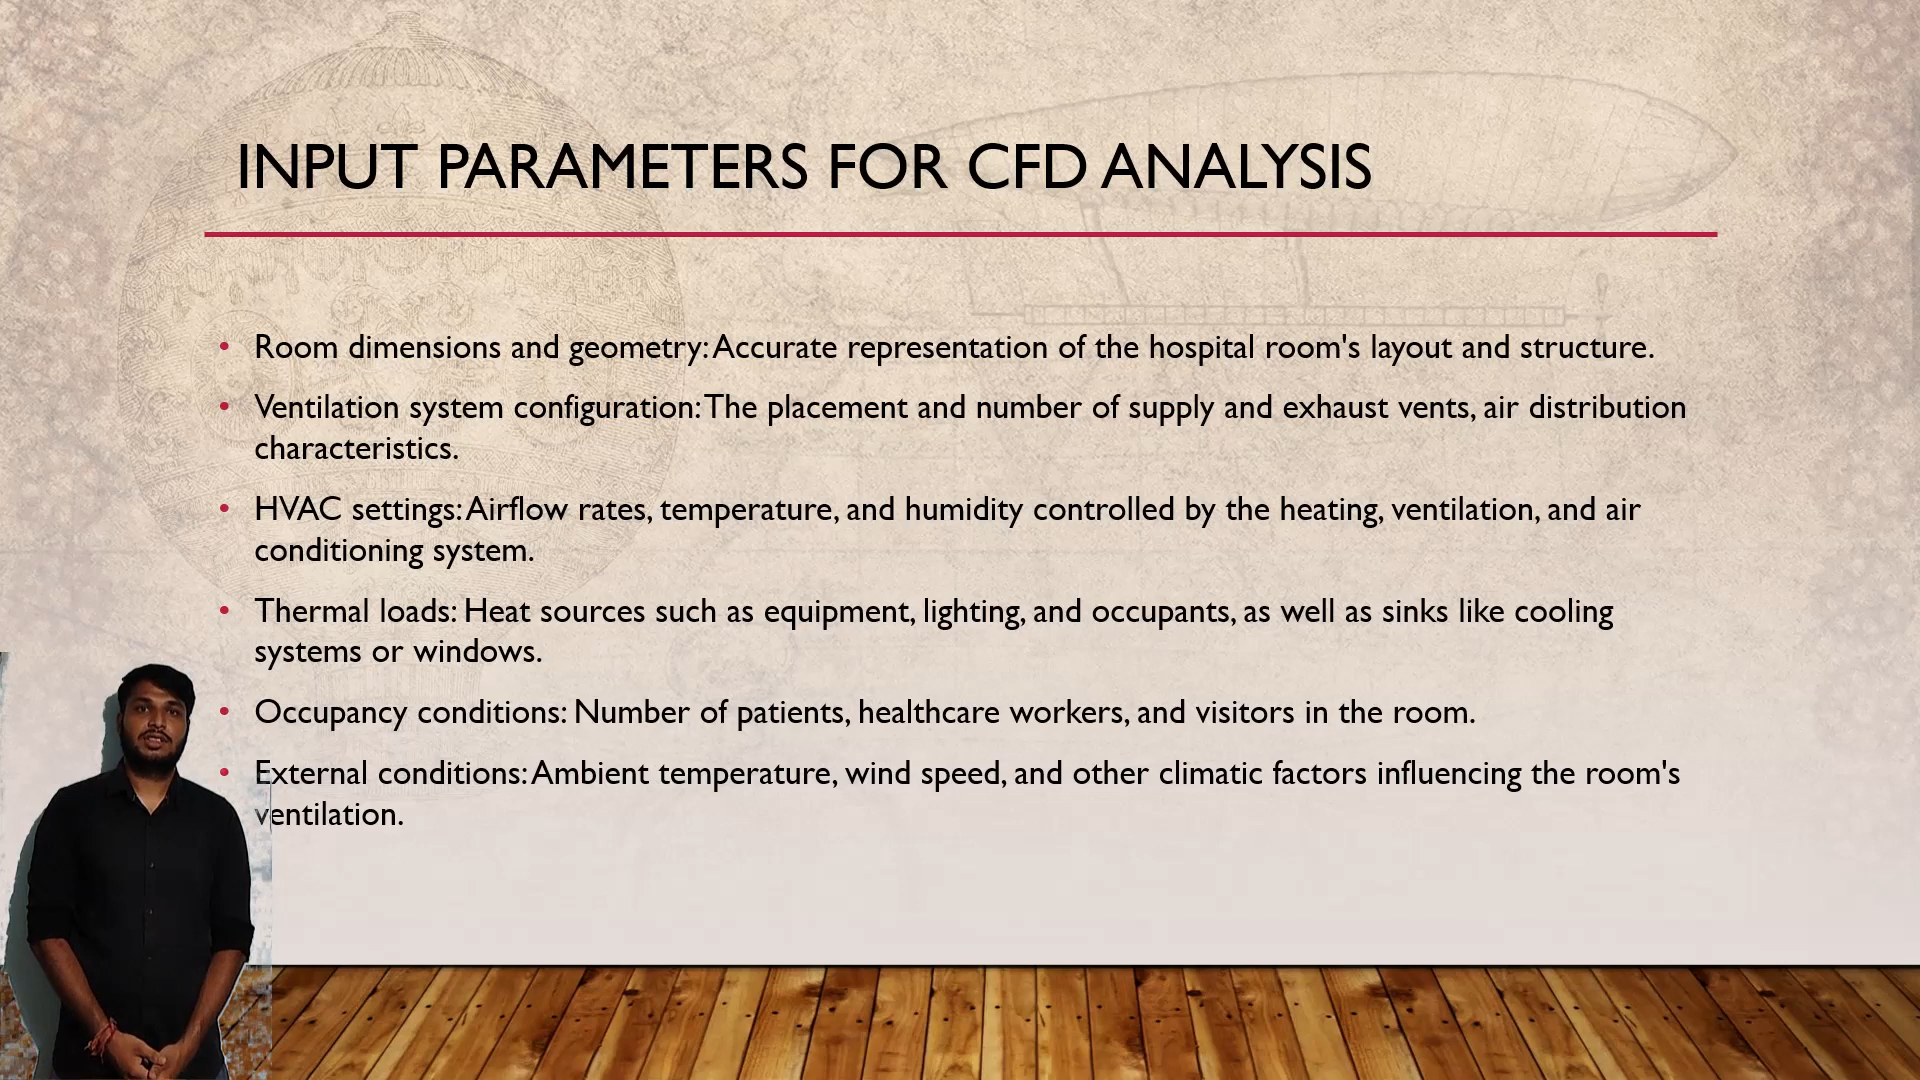 INPUT PARAMETERS FOR CFD ANALYSIS
• Room dimensions and geometry: Accurate representation of the hospital room's layout and structure.
• Ventilation system configuration: The placement and number of supply and exhaust vents, air distribution
characteristics.
• HVAC settings: Airflow rates, temperature, and humidity controlled by the heating, ventilation, and air
conditioning system.
• Thermal loads: Heat sources such as equipment, lighting, and occupants, as well as sinks like cooling
systems or windows.
• Occupancy conditions: Number of patients, healthcare workers, and visitors in the room.
• External conditions: Ambient temperature, wind speed, and other climatic factors influencing the room's
ventilation.